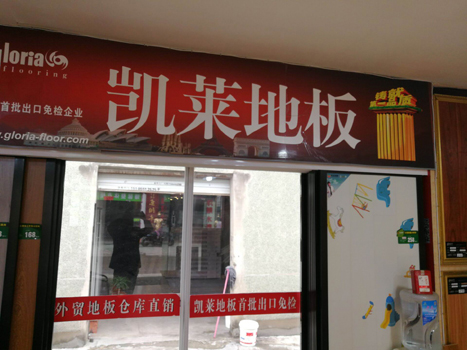 gloria
flooring
首批出口免检企业
www.gloria-floor.com
凯莱地板
外贸地板仓库直销
凯莱地板首批出口免检
168